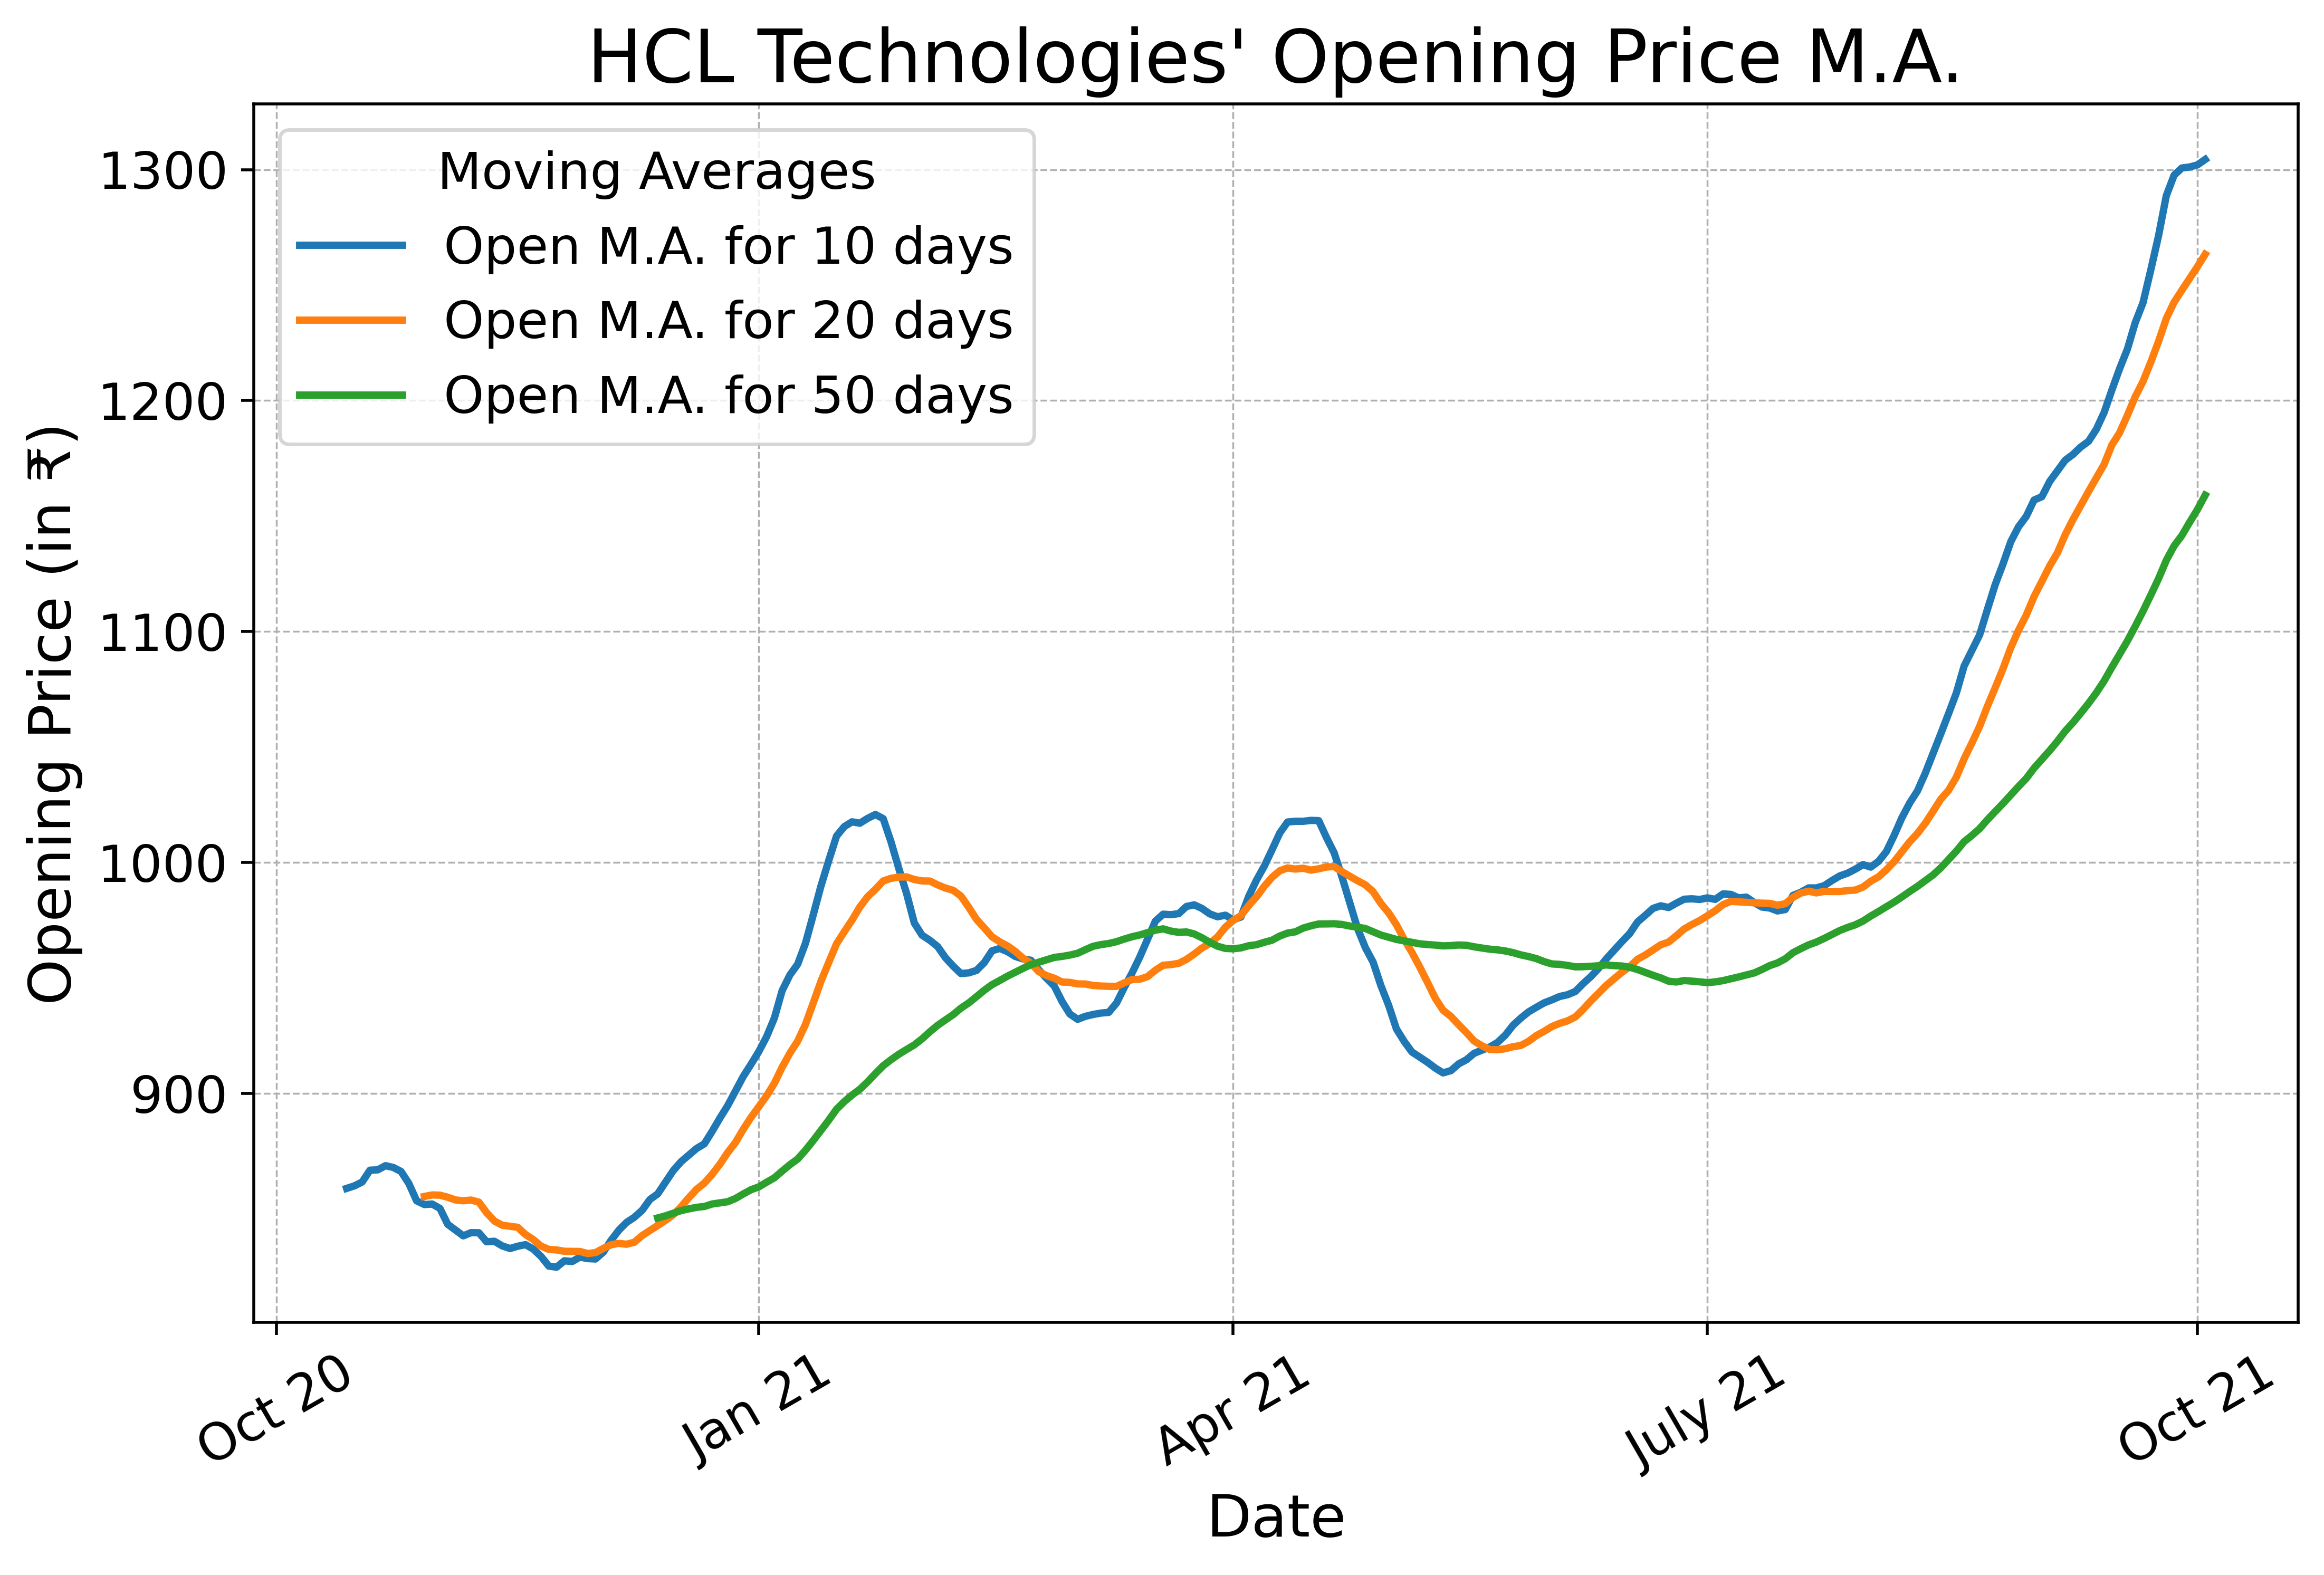 HCL Technologies' Opening Price M.A.
Moving Averages
Open M.A. for 10 days
Open M.A. for 20 days
Open M.A. for 50 days
Opening Price (in ₹)
1300
1200
1100
1000
900
Oct 20
Jan 21
Apr 21
July 21
Oct 21
Date